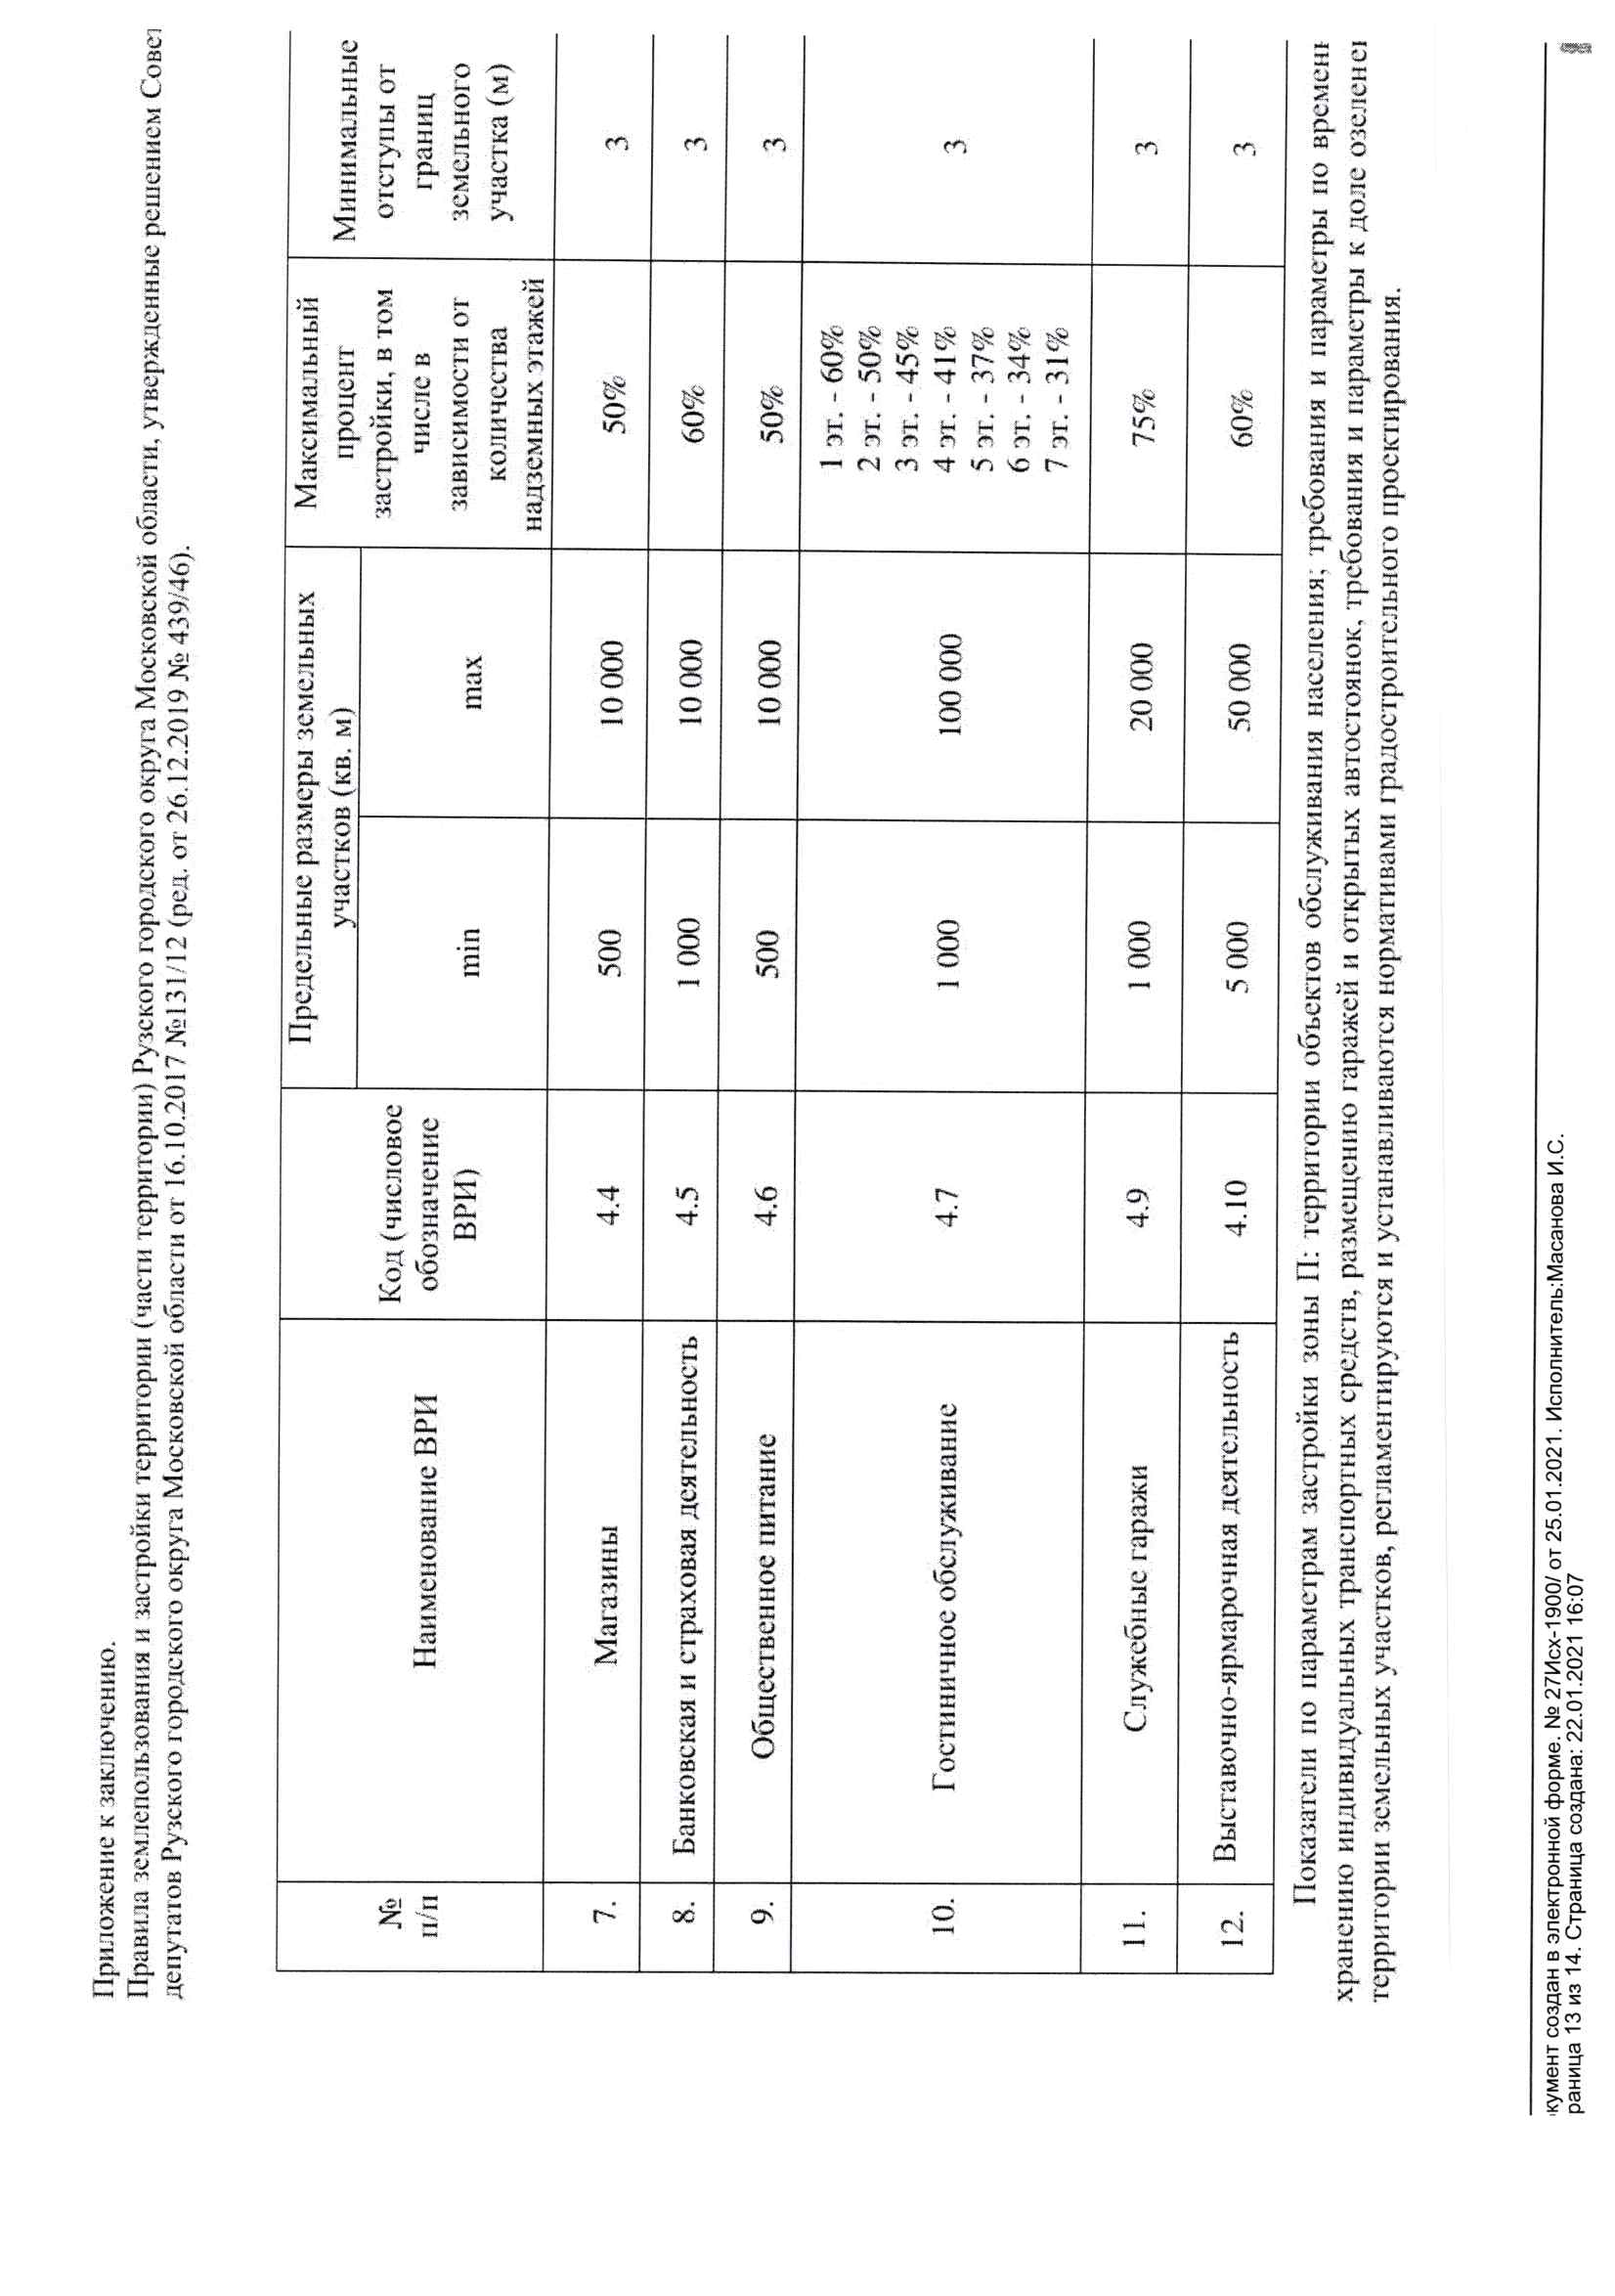 Приложение к заключению.
Правила землепользования и застройки территории (части территории) Рузского городского округа Московской области, утвержденные решением Совет
депутатов Рузского городского округа Московской области от 16.10.2017 №131/12 (ред. от 26.12.2019 № 439/46).
№ п/п
Наименование ВРИ
Код (числовое обозначение ВРИ)
Предельные размеры земельных участков (кв. м)
min
max
Максимальный процент застройки, в том числе в зависимости от количества надземных этажей
Минимальные отступы от границ земельного участка (м)
7. Магазины 4.4 500 10 000 50% 3
8. Банковская и страховая деятельность 4.5 1 000 10 000 60% 3
9. Общественное питание 4.6 500 10 000 50% 3
10. Гостиничное обслуживание 4.7 1 000 100 000
1 эт. - 60%
2 эт. - 50%
3 эт. - 45%
4 эт. - 41%
5 эт. - 37%
6 эт. - 34%
7 эт. - 31%
3
11. Служебные гаражи 4.9 1 000 20 000 75% 3
12. Выставочно-ярмарочная деятельность 4.10 5 000 50 000 60% 3
Показатели по параметрам застройки зоны П: территории объектов обслуживания населения; требования и параметры по времен
хранению индивидуальных транспортных средств, размещению гаражей и открытых автостоянок, требования и параметры к доле озелене
территории земельных участков, регламентируются и устанавливаются нормативами градостроительного проектирования.
кумент создан в электронной форме. № 27Исх-1900/ от 25.01.2021. Исполнитель:Масанова И.С.
раница 13 из 14. Страница создана: 22.01.2021 16:07